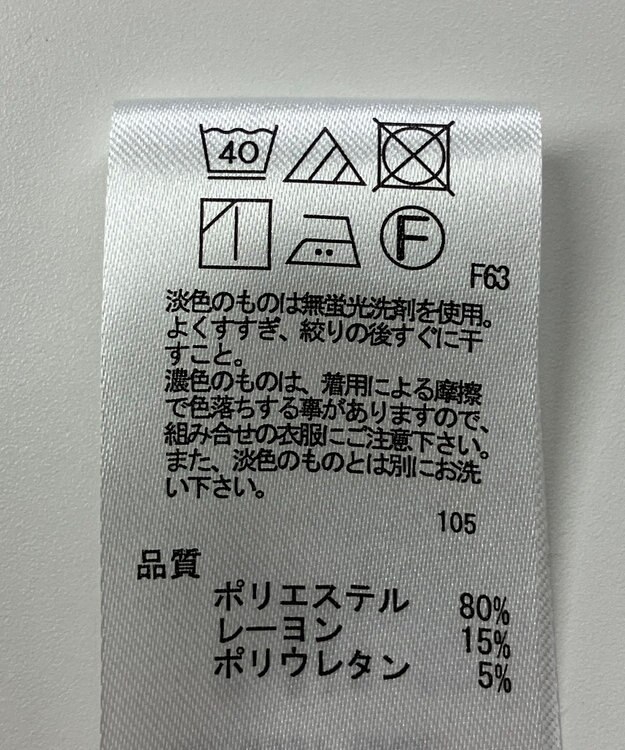 40
F
F63
淡色のものは無蛍光洗剤を使用。
よくすすぎ、絞りの後すぐに干
すこと。
濃色のものは、着用による摩擦
で色落ちする事がありますので、
組み合せの衣服にご注意下さい。
また、淡色のものとは別にお洗
い下さい。
105
品質
ポリエステル 80%
レーヨン 15%
ポリウレタン 5%